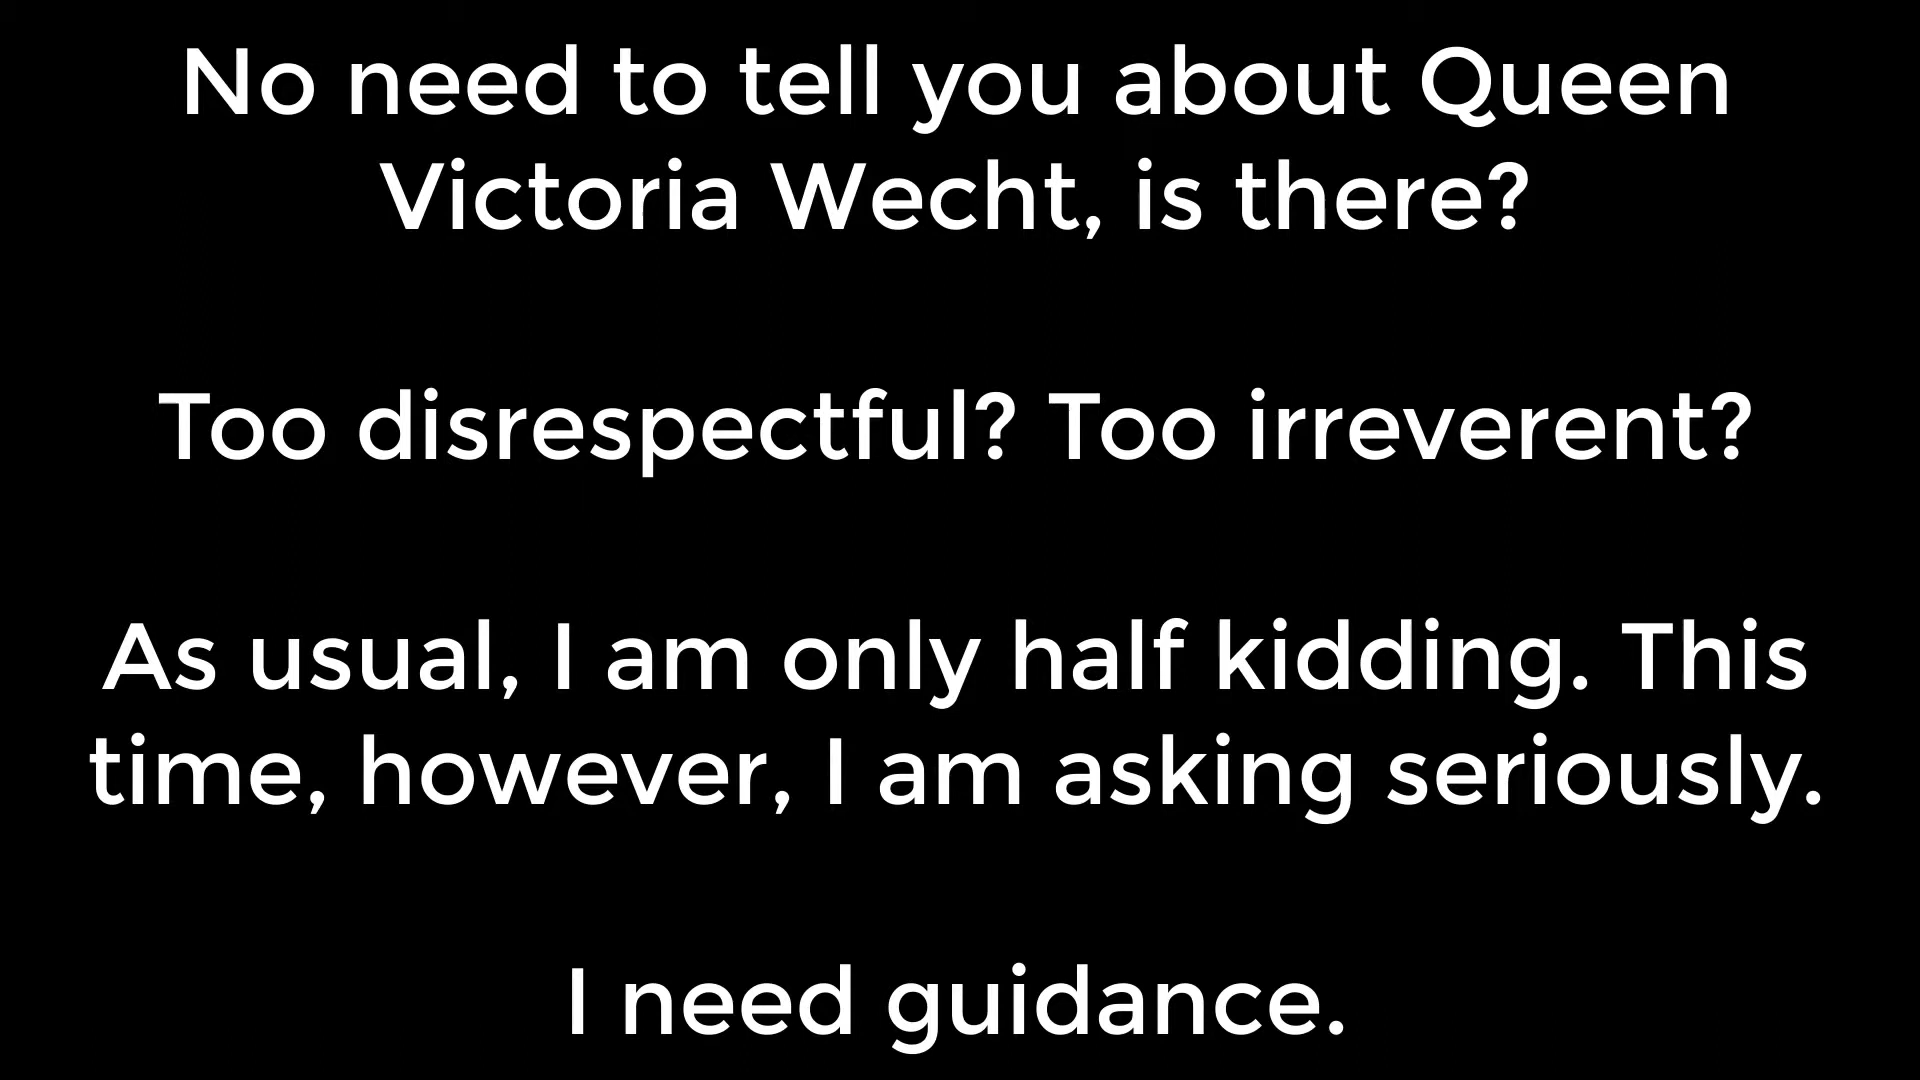 No need to tell you about Queen
Victoria Wecht, is there?
Too disrespectful? Too irreverent?
As usual, I am only half kidding. This
time, however, I am asking seriously.
I need guidance.